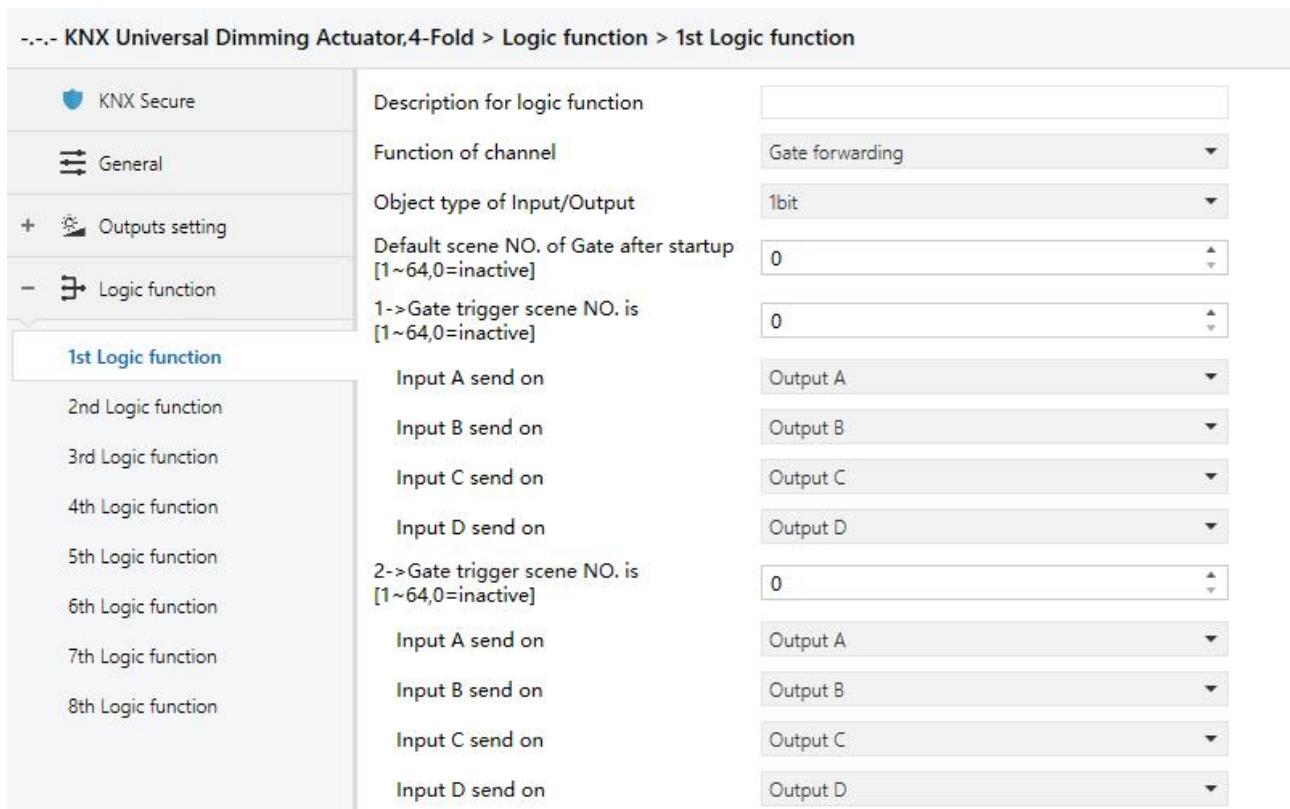 -.-.- KNX Universal Dimming Actuator,4-Fold > Logic function > 1st Logic function
KNX Secure
General
+ Outputs setting
- Logic function
1st Logic function
2nd Logic function
3rd Logic function
4th Logic function
5th Logic function
6th Logic function
7th Logic function
8th Logic function
Description for logic function
Function of channel Gate forwarding
Object type of Input/Output 1bit
Default scene NO. of Gate after startup
[1~64,0=inactive] 0
1->Gate trigger scene NO. is
[1~64,0=inactive] 0
Input A send on Output A
Input B send on Output B
Input C send on Output C
Input D send on Output D
2->Gate trigger scene NO. is
[1~64,0=inactive] 0
Input A send on Output A
Input B send on Output B
Input C send on Output C
Input D send on Output D